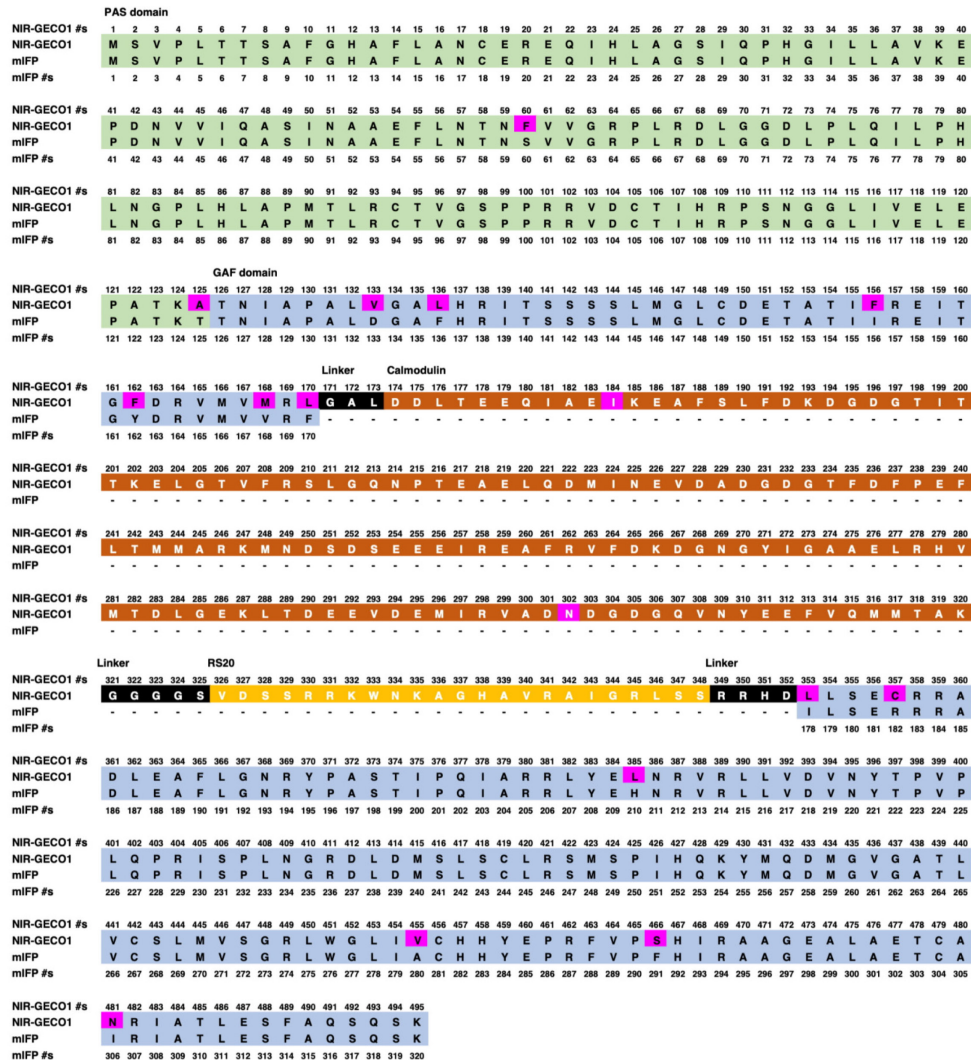 PAS domain
NIR-GECO1 #s 1 2 3 4 5 6 7 8 9 10 11 12 13 14 15 16 17 18 19 20 21 22 23 24 25 26 27 28 29 30 31 32 33 34 35 36 37 38 39 40
NIR-GECO1 M S V P L T T S A F G H A F L A N C E R E Q I H L A G S I Q P H G I L L A V K E
mIFP M S V P L T T S A F G H A F L A N C E R E Q I H L A G S I Q P H G I L L A V K E
mIFP #s 1 2 3 4 5 6 7 8 9 10 11 12 13 14 15 16 17 18 19 20 21 22 23 24 25 26 27 28 29 30 31 32 33 34 35 36 37 38 39 40
NIR-GECO1 #s 41 42 43 44 45 46 47 48 49 50 51 52 53 54 55 56 57 58 59 60 61 62 63 64 65 66 67 68 69 70 71 72 73 74 75 76 77 78 79 80
NIR-GECO1 P D N V V I Q A S I N A A E F L N T N F V V G R P L R D L G G D L P L Q I L P H
mIFP P D N V V I Q A S I N A A E F L N T N S V V G R P L R D L G G D L P L Q I L P H
mIFP #s 41 42 43 44 45 46 47 48 49 50 51 52 53 54 55 56 57 58 59 60 61 62 63 64 65 66 67 68 69 70 71 72 73 74 75 76 77 78 79 80
NIR-GECO1 #s 81 82 83 84 85 86 87 88 89 90 91 92 93 94 95 96 97 98 99 100 101 102 103 104 105 106 107 108 109 110 111 112 113 114 115 116 117 118 119 120
NIR-GECO1 L N G P L H L A P M T L R C T V G S P P R R V D C T I H R P S N G G L I V E L E
mIFP L N G P L H L A P M T L R C T V G S P P R R V D C T I H R P S N G G L I V E L E
mIFP #s 81 82 83 84 85 86 87 88 89 90 91 92 93 94 95 96 97 98 99 100 101 102 103 104 105 106 107 108 109 110 111 112 113 114 115 116 117 118 119 120
GAF domain
NIR-GECO1 #s 121 122 123 124 125 126 127 128 129 130 131 132 133 134 135 136 137 138 139 140 141 142 143 144 145 146 147 148 149 150 151 152 153 154 155 156 157 158 159 160
NIR-GECO1 P A T K A T N I A P A L V G A L H R I T S S S S L M G L C D E T A T I F R E I T
mIFP P A T K T T N I A P A L D G A F H R I T S S S S L M G L C D E T A T I I R E I T
mIFP #s 121 122 123 124 125 126 127 128 129 130 131 132 133 134 135 136 137 138 139 140 141 142 143 144 145 146 147 148 149 150 151 152 153 154 155 156 157 158 159 160
Linker Calmodulin
NIR-GECO1 #s 161 162 163 164 165 166 167 168 169 170 171 172 173 174 175 176 177 178 179 180 181 182 183 184 185 186 187 188 189 190 191 192 193 194 195 196 197 198 199 200
NIR-GECO1 G F D R V M V M R L G A L D D L T E E Q I A E I K E A F S L F D K D G D G T I T
mIFP G Y D R V M V V R F - - - - - - - - - - - - - - - - - - - - - - - - - - - - - -
mIFP #s 161 162 163 164 165 166 167 168 169 170
NIR-GECO1 #s 201 202 203 204 205 206 207 208 209 210 211 212 213 214 215 216 217 218 219 220 221 222 223 224 225 226 227 228 229 230 231 232 233 234 235 236 237 238 239 240
NIR-GECO1 T K E L G T V F R S L G Q N P T E A E L Q D M I N E V D A D G D G T F D F P E F
mIFP - - - - - - - - - - - - - - - - - - - - - - - - - - - - - - - - - - - - - - - -
NIR-GECO1 #s 241 242 243 244 245 246 247 248 249 250 251 252 253 254 255 256 257 258 259 260 261 262 263 264 265 266 267 268 269 270 271 272 273 274 275 276 277 278 279 280
NIR-GECO1 L T M M A R K M N D S D S E E E I R E A F R V F D K D G N G Y I G A A E L R H V
mIFP - - - - - - - - - - - - - - - - - - - - - - - - - - - - - - - - - - - - - - - -
NIR-GECO1 #s 281 282 283 284 285 286 287 288 289 290 291 292 293 294 295 296 297 298 299 300 301 302 303 304 305 306 307 308 309 310 311 312 313 314 315 316 317 318 319 320
NIR-GECO1 M T D L G E K L T D E E V D E M I R V A D N D G D G Q V N Y E E F V Q M M T A K
mIFP - - - - - - - - - - - - - - - - - - - - - - - - - - - - - - - - - - - - - - - -
Linker RS20 Linker
NIR-GECO1 #s 321 322 323 324 325 326 327 328 329 330 331 332 333 334 335 336 337 338 339 340 341 342 343 344 345 346 347 348 349 350 351 352 353 354 355 356 357 358 359 360
NIR-GECO1 G G G G S V D S S R R K W N K A G H A V R A I G R L S S R R H D L L S E C R R A
mIFP - - - - - - - - - - - - - - - - - - - - - - - - - - - - - - - - I L S E R R R A
mIFP #s 178 179 180 181 182 183 184 185
NIR-GECO1 #s 361 362 363 364 365 366 367 368 369 370 371 372 373 374 375 376 377 378 379 380 381 382 383 384 385 386 387 388 389 390 391 392 393 394 395 396 397 398 399 400
NIR-GECO1 D L E A F L G N R Y P A S T I P Q I A R R L Y E L N R V R L L V D V N Y T P V P
mIFP D L E A F L G N R Y P A S T I P Q I A R R L Y E H N R V R L L V D V N Y T P V P
mIFP #s 186 187 188 189 190 191 192 193 194 195 196 197 198 199 200 201 202 203 204 205 206 207 208 209 210 211 212 213 214 215 216 217 218 219 220 221 222 223 224 225
NIR-GECO1 #s 401 402 403 404 405 406 407 408 409 410 411 412 413 414 415 416 417 418 419 420 421 422 423 424 425 426 427 428 429 430 431 432 433 434 435 436 437 438 439 440
NIR-GECO1 L Q P R I S P L N G R D L D M S L S C L R S M S P I H Q K Y M Q D M G V G A T L
mIFP L Q P R I S P L N G R D L D M S L S C L R S M S P I H Q K Y M Q D M G V G A T L
mIFP #s 226 227 228 229 230 231 232 233 234 235 236 237 238 239 240 241 242 243 244 245 246 247 248 249 250 251 252 253 254 255 256 257 258 259 260 261 262 263 264 265
NIR-GECO1 #s 441 442 443 444 445 446 447 448 449 450 451 452 453 454 455 456 457 458 459 460 461 462 463 464 465 466 467 468 469 470 471 472 473 474 475 476 477 478 479 480
NIR-GECO1 V C S L M V S G R L W G L I V C H H Y E P R F V P S H I R A A G E A L A E T C A
mIFP V C S L M V S G R L W G L I A C H H Y E P R F V P F H I R A A G E A L A E T C A
mIFP #s 266 267 268 269 270 271 272 273 274 275 276 277 278 279 280 281 282 283 284 285 286 287 288 289 290 291 292 293 294 295 296 297 298 299 300 301 302 303 304 305
NIR-GECO1 #s 481 482 483 484 485 486 487 488 489 490 491 492 493 494 495
NIR-GECO1 N R I A T L E S F A Q S Q S K
mIFP I R I A T L E S F A Q S Q S K
mIFP #s 306 307 308 309 310 311 312 313 314 315 316 317 318 319 320